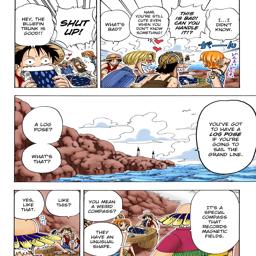 I...I
DIDN'T
KNOW.
THIS IS
BAD! CAN
YOU HANDLE
IT?!
NAMI, YOU'RE
STILL CUTE
EVEN WHEN
YOU DON'T
KNOW
SOMETHING!
WHAT'S
BAD?
SHUT
UP!
HEY, THE
BLUEFIN
TRUNK IS
GOOD!!
YOU'VE GOT
TO HAVE A
LOG POSE
IF YOU'RE
GOING TO
SAIL THE
GRAND LINE.
A LOG
POSE?
WHAT'S
THAT?
IT'S A
SPECIAL
COMPASS
THAT
RECORDS
MAGNETIC
FIELDS.
YOU MEAN
A WEIRD
COMPASS?
THEY
HAVE AN
UNUSUAL
SHAPE.
LIKE
THIS?
YES,
LIKE
THAT.